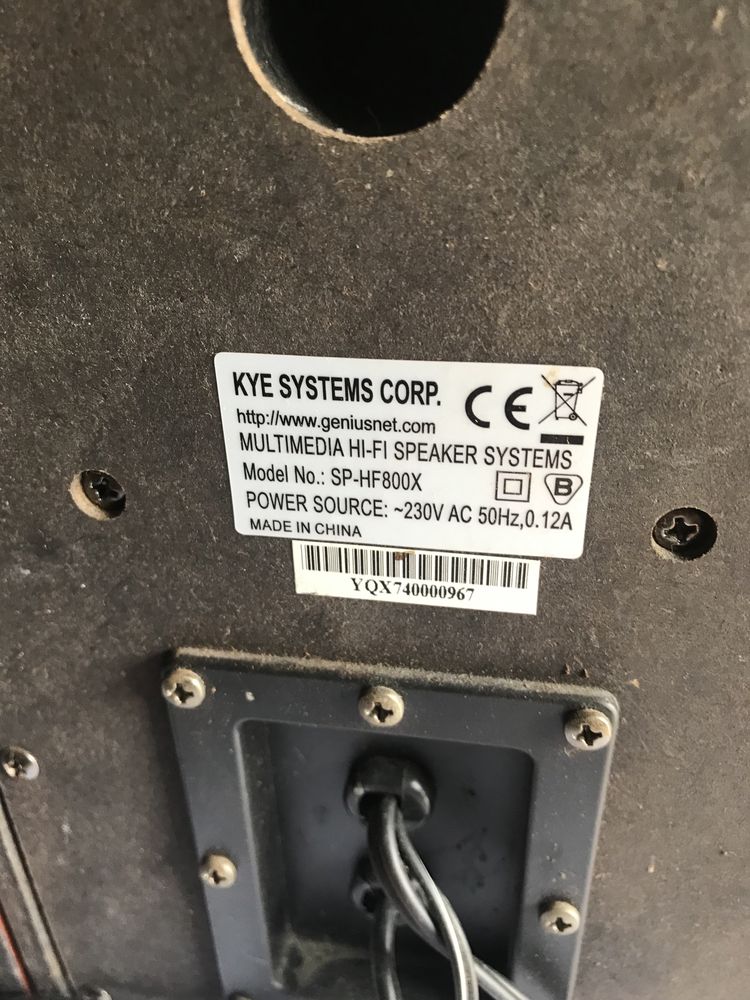 KYE SYSTEMS CORP.
CE
http://www.geniusnet.com
MULTIMEDIA HI-FI SPEAKER SYSTEMS
Model No.: SP-HF800X
B
POWER SOURCE: ~230V AC 50Hz,0.12A
MADE IN CHINA
YQX740000967